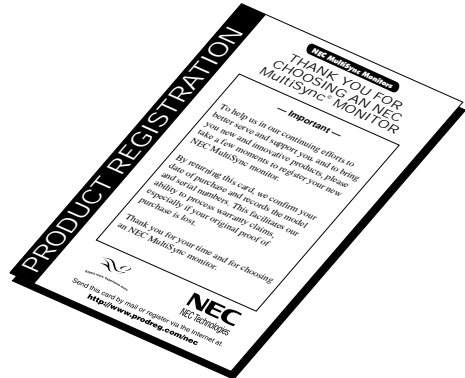 PRODUCT REGISTRATION
NEC MultiSync Monitors
THANK YOU FOR
CHOOSING AN NEC
MultiSync® MONITOR
— Important —
To help us in our continuing efforts to
better serve and support you, and to bring
you new and innovative products, please
take a few moments to register your new
NEC MultiSync monitor.
By returning this card, we confirm your
date of purchase and records the model
and serial numbers. This facilitates our
ability to process warranty claims,
especially if your original proof of
purchase is lost.
Thank you for your time and for choosing
an NEC MultiSync monitor.
NEC
NEC Technologies
Send this card by mail or register via the Internet at:
http://www.prodreg.com/nec